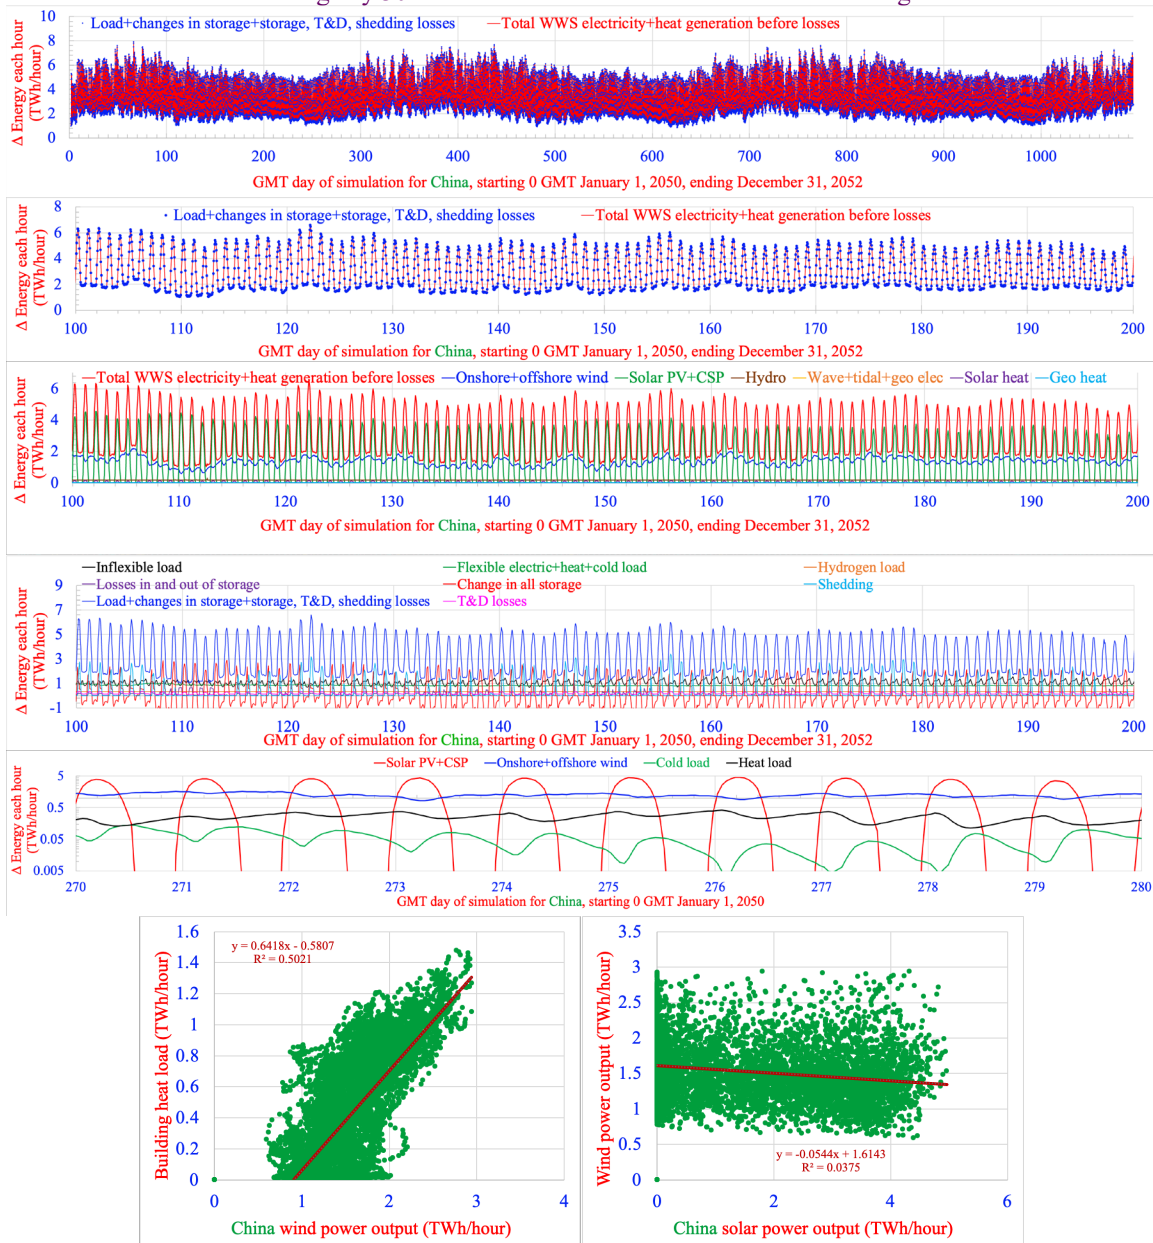 · Load+changes in storage+storage, T&D, shedding losses —Total WWS electricity+heat generation before losses
Δ Energy each hour
(TWh/hour)
10
8
6
4
2
0
0 100 200 300 400 500 600 700 800 900 1000
GMT day of simulation for China, starting 0 GMT January 1, 2050, ending December 31, 2052
· Load+changes in storage+storage, T&D, shedding losses —Total WWS electricity+heat generation before losses
Δ Energy each hour
(TWh/hour)
8
6
4
2
0
100 110 120 130 140 150 160 170 180 190 200
GMT day of simulation for China, starting 0 GMT January 1, 2050, ending December 31, 2052
—Total WWS electricity+heat generation before losses —Onshore+offshore wind —Solar PV+CSP —Hydro —Wave+tidal+geo elec —Solar heat —Geo heat
Δ Energy each hour
(TWh/hour)
6
4
2
0
100 110 120 130 140 150 160 170 180 190 200
GMT day of simulation for China, starting 0 GMT January 1, 2050, ending December 31, 2052
—Inflexible load —Flexible electric+heat+cold load —Hydrogen load
—Losses in and out of storage —Change in all storage —Shedding
—Load+changes in storage+storage, T&D, shedding losses —T&D losses
Δ Energy each hour
(TWh/hour)
9
7
5
3
1
-1
100 110 120 130 140 150 160 170 180 190 200
GMT day of simulation for China, starting 0 GMT January 1, 2050, ending December 31, 2052
—Solar PV+CSP —Onshore+offshore wind —Cold load —Heat load
Δ Energy each hour
(TWh/hour)
5
0.5
0.05
0.005
270 271 272 273 274 275 276 277 278 279 280
GMT day of simulation for China, starting 0 GMT January 1, 2050
Building heat load (TWh/hour)
1.6
1.4
1.2
1
0.8
0.6
0.4
0.2
0
y = 0.6418x - 0.5807
R² = 0.5021
0 1 2 3 4
China wind power output (TWh/hour)
Wind power output (TWh/hour)
3.5
3
2.5
2
1.5
1
0.5
0
y = -0.0544x + 1.6143
R² = 0.0375
0 2 4 6
China solar power output (TWh/hour)